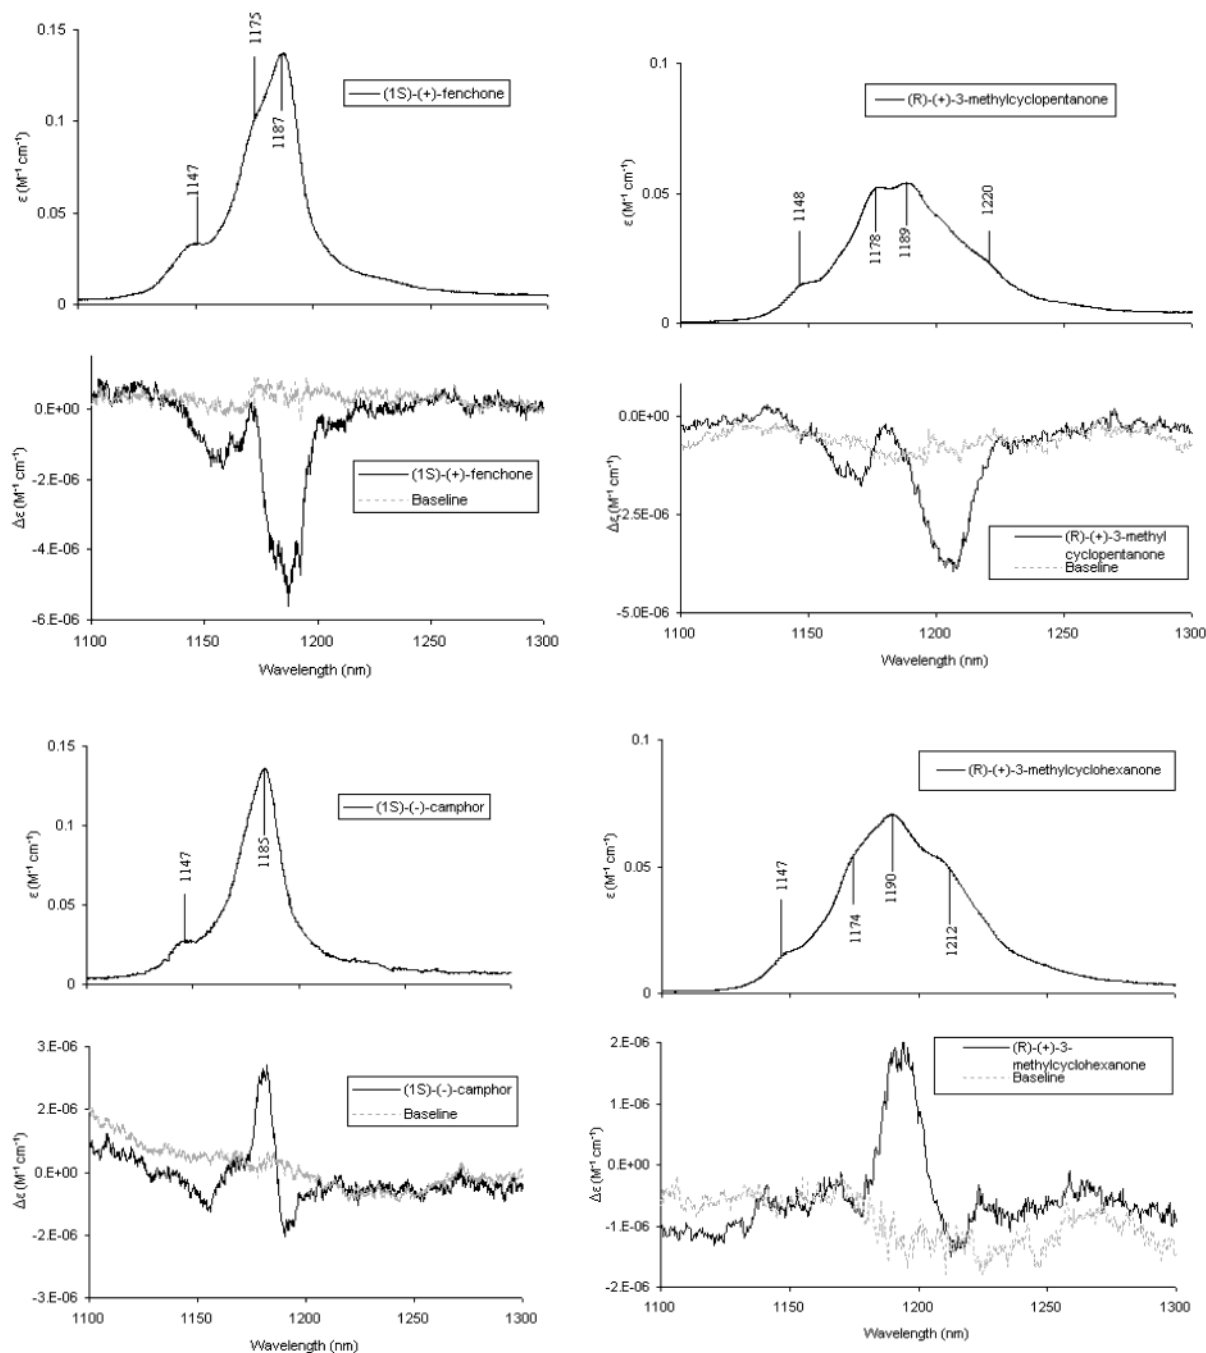 0.15
0.1
0.05
0
ε (M⁻¹ cm⁻¹)
1147
1175
1187
(1S)-(+)-fenchone
0.E+00
-2.E-06
-4.E-06
-6.E-06
Δε (M⁻¹ cm⁻¹)
(1S)-(+)-fenchone
Baseline
1100
1150
1200
1250
1300
Wavelength (nm)
0.1
0.05
0
ε (M⁻¹ cm⁻¹)
1148
1178
1189
1220
(R)-(+)-3-methylcyclopentanone
0.0E+00
-2.5E-06
-5.0E-06
Δε (M⁻¹ cm⁻¹)
(R)-(+)-3-methyl
cyclopentanone
Baseline
1100
1150
1200
1250
1300
Wavelength (nm)
0.15
0.1
0.05
0
ε (M⁻¹ cm⁻¹)
1147
1185
(1S)-(-)-camphor
3.E-06
2.E-06
0.E+00
-2.E-06
-3.E-06
Δε (M⁻¹ cm⁻¹)
(1S)-(-)-camphor
Baseline
1100
1150
1200
1250
1300
Wavelength (nm)
0.1
0.05
0
ε (M⁻¹ cm⁻¹)
1147
1174
1190
1212
(R)-(+)-3-methylcyclohexanone
2.E-06
1.E-06
0.E+00
-1.E-06
-2.E-06
Δε (M⁻¹ cm⁻¹)
(R)-(+)-3-
methylcyclohexanone
Baseline
1100
1150
1200
1250
1300
Wavelength (nm)